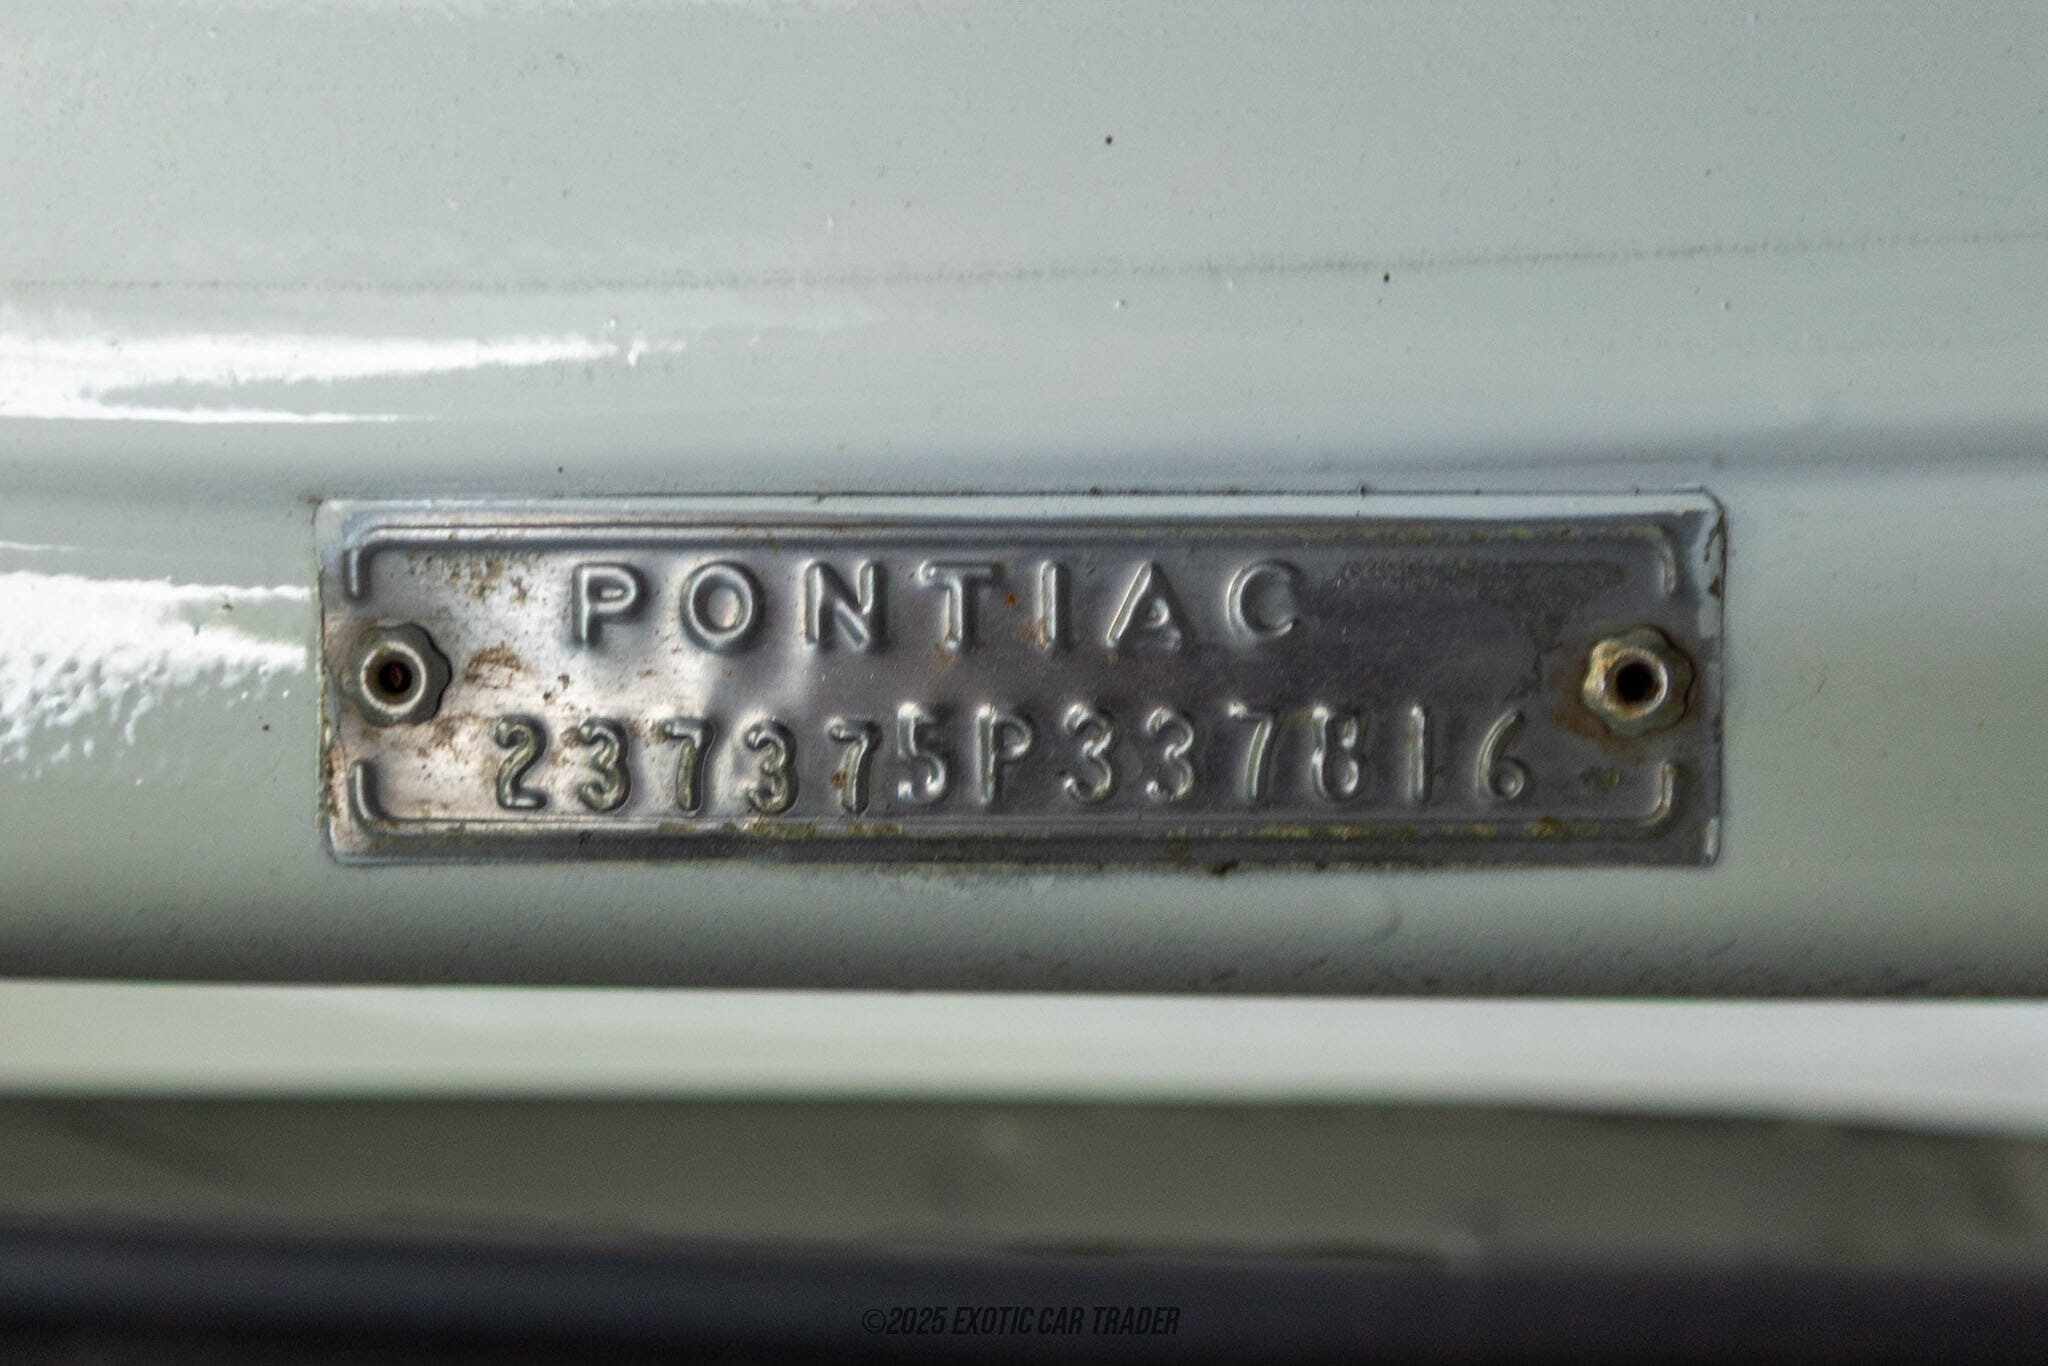 PONTIAC
237375P337816
©2025 EXOTIC CAR TRADER